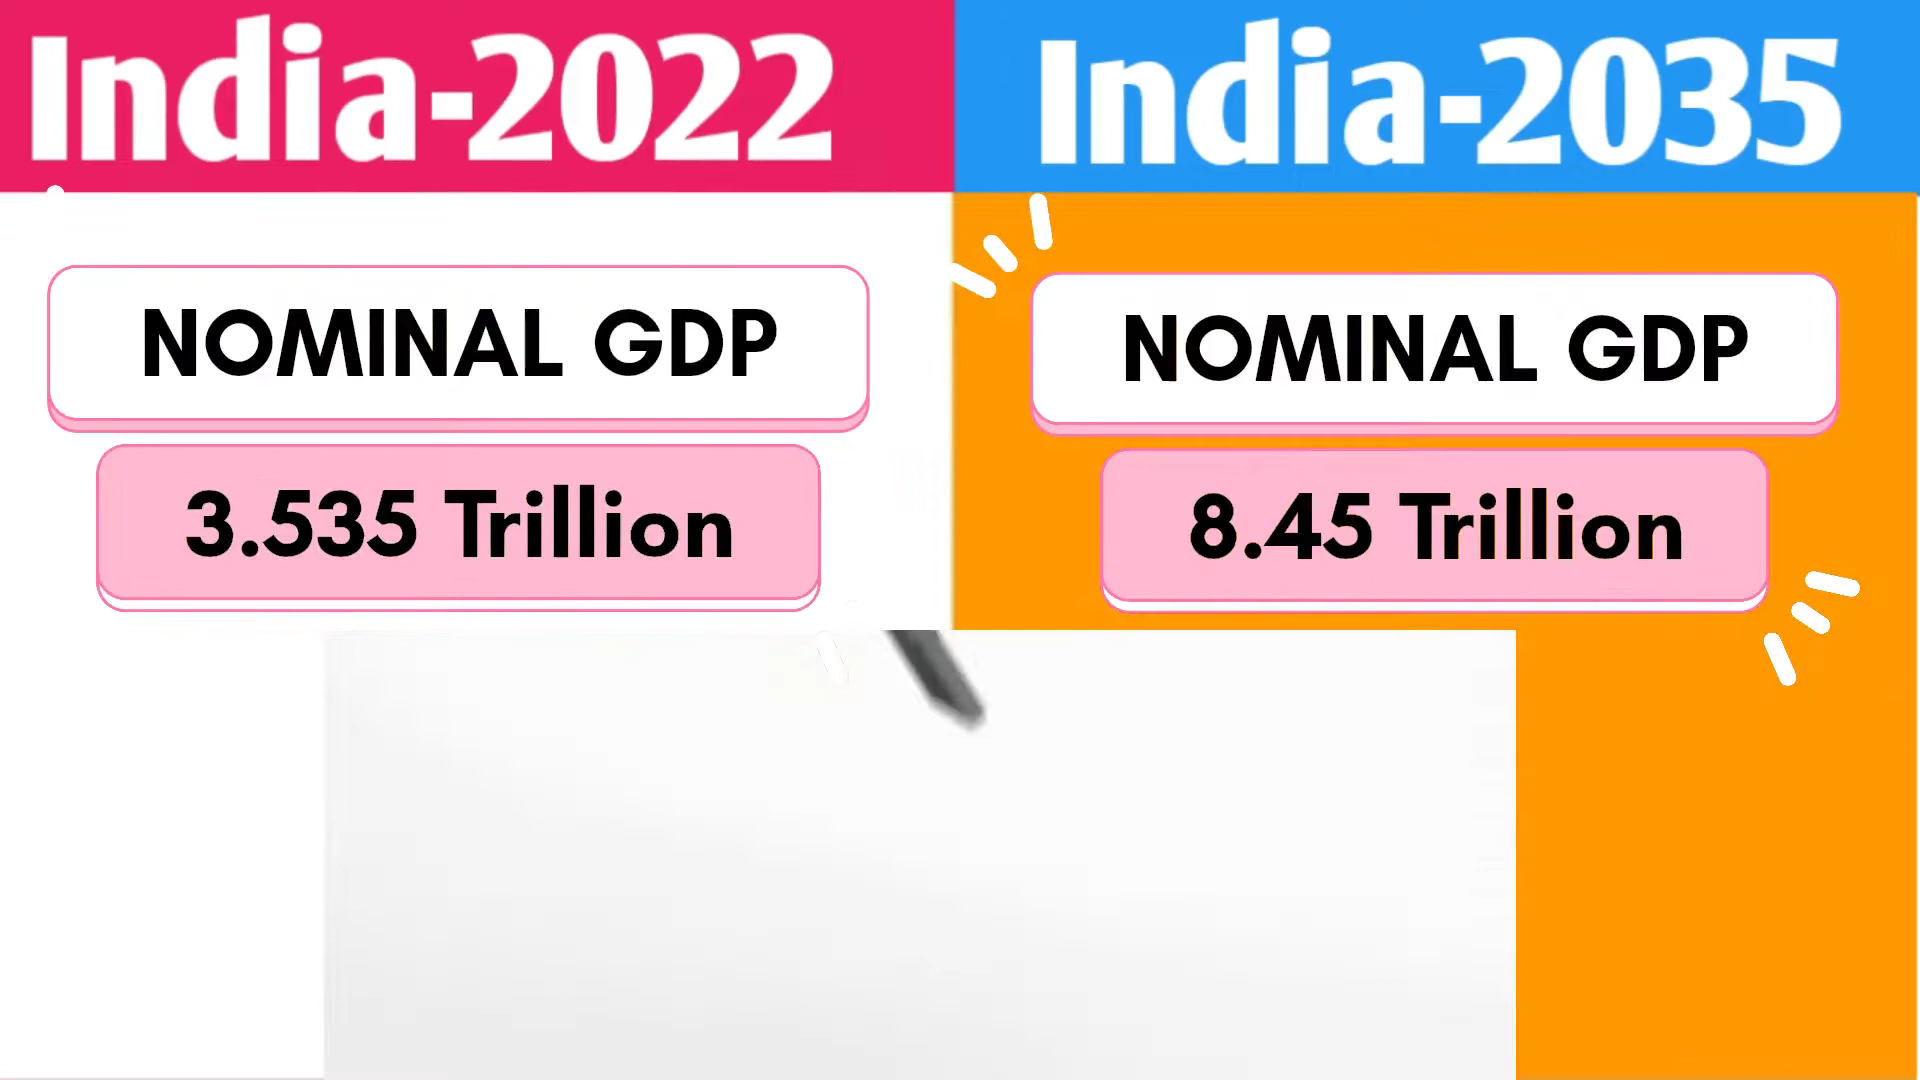 India-2022
NOMINAL GDP
3.535 Trillion
India-2035
NOMINAL GDP
8.45 Trillion